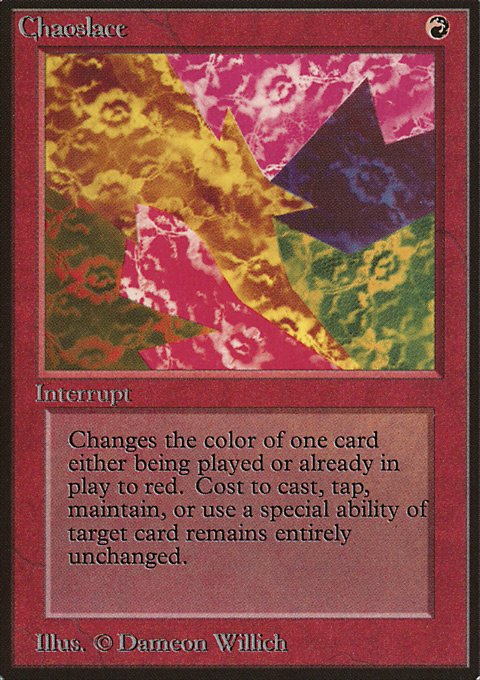 Chaoslace
Interrupt
Changes the color of one card
either being played or already in
play to red. Cost to cast, tap,
maintain, or use a special ability of
target card remains entirely
unchanged.
Illus. © Dameon Willich